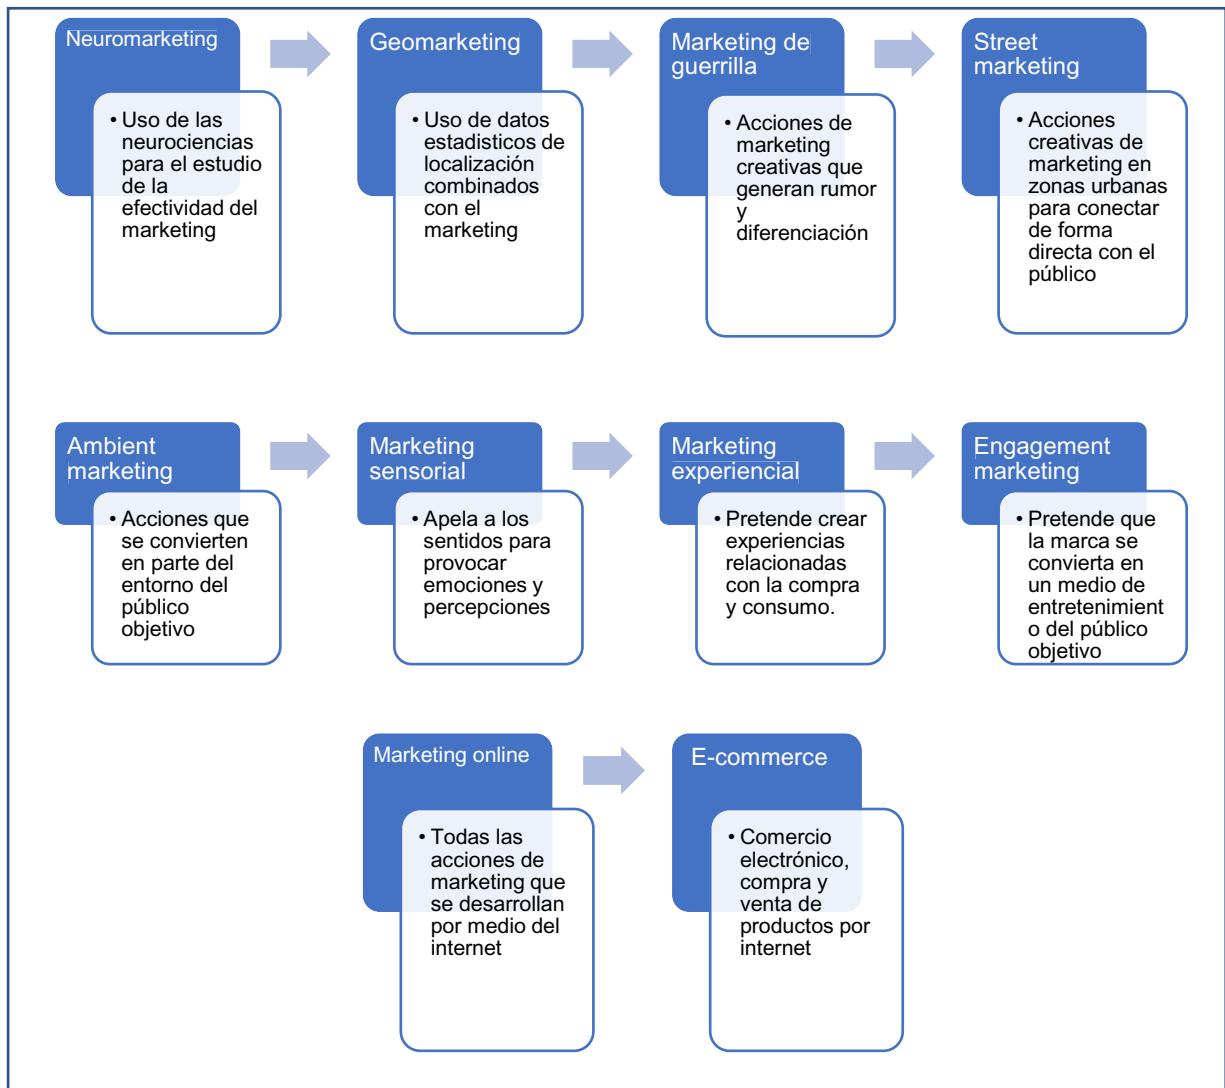 Neuromarketing
• Uso de las
neurociencias
para el estudio
de la
efectividad del
marketing
Geomarketing
• Uso de datos
estadisticos de
localización
combinados
con el
marketing
Marketing de
guerrilla
• Acciones de
marketing
creativas que
generan rumor
y
diferenciación
Street
marketing
• Acciones
creativas de
marketing en
zonas urbanas
para conectar
de forma
directa con el
público
Ambient
marketing
• Acciones que
se convierten
en parte del
entorno del
público
objetivo
Marketing
sensorial
• Apela a los
sentidos para
provocar
emociones y
percepciones
Marketing
experiencial
• Pretende crear
experiencias
relacionadas
con la compra
y consumo.
Engagement
marketing
• Pretende que
la marca se
convierta en
un medio de
entretenimient
o del público
objetivo
Marketing online
• Todas las
acciones de
marketing que
se desarrollan
por medio del
internet
E-commerce
• Comercio
electrónico,
compra y
venta de
productos por
internet